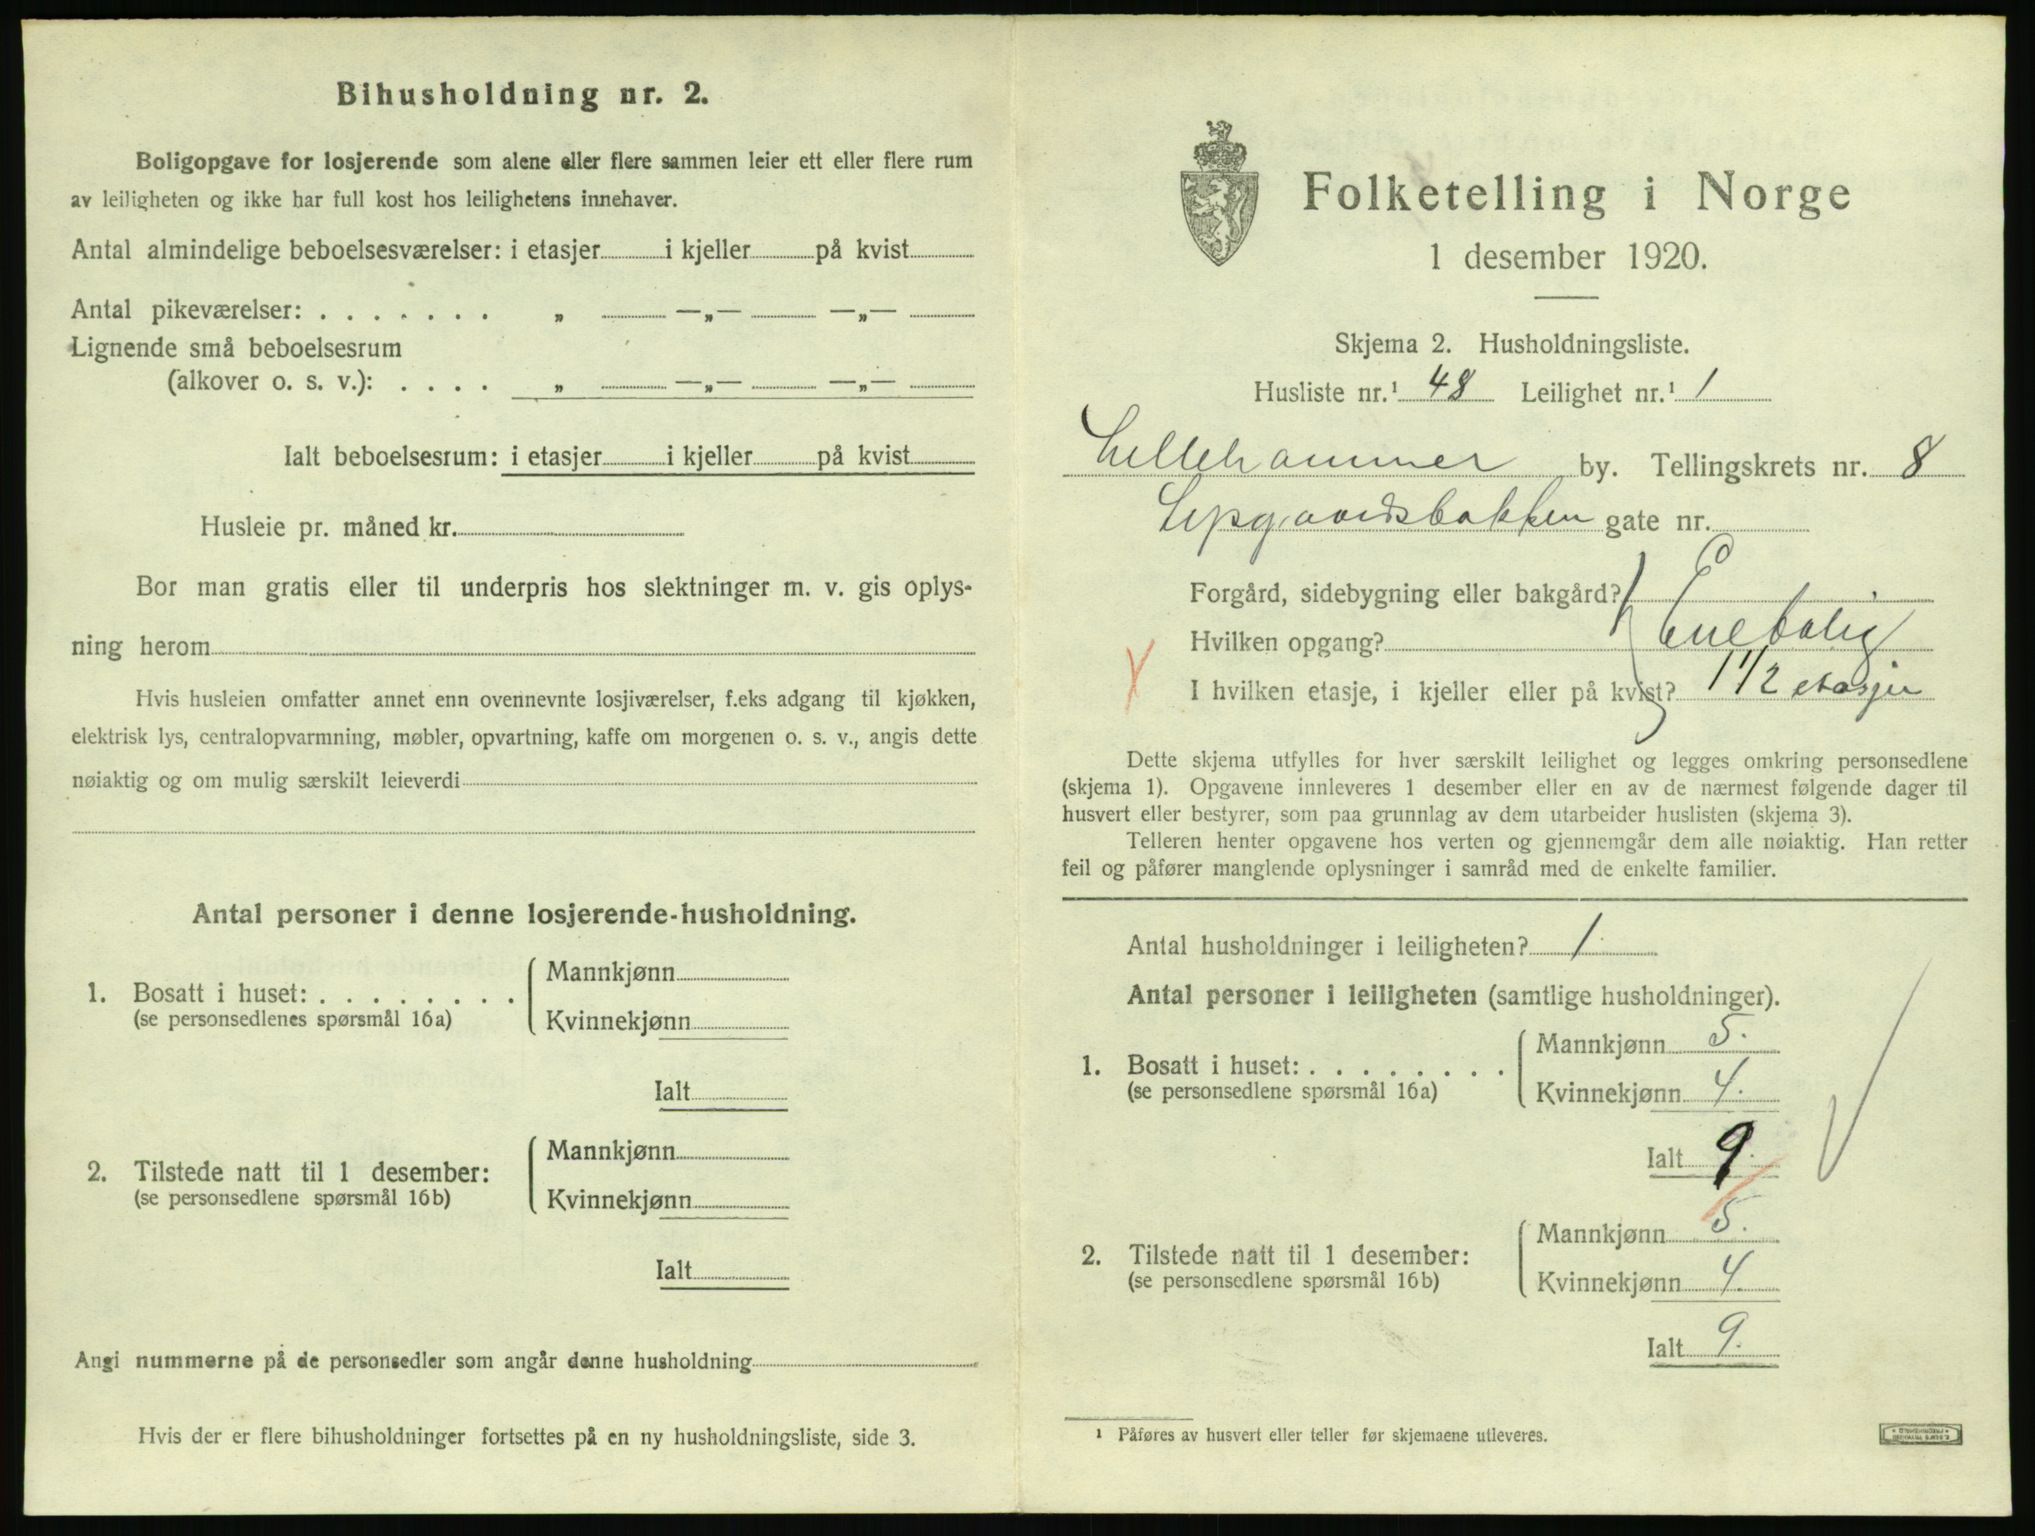 Bihusholdning nr. 2.
Boligopgave for losjerende som alene eller flere sammen leier ett eller flere rum
av leiligheten og ikke har full kost hos leilighetens innehaver.
Antal almindelige beboelsesværelser: i etasjer i kjeller på kvist
Antal pikeværelser: . . . . . . . „ —„— —„—
Lignende små beboelsesrum
(alkover o. s. v.): . . . . „ —„— —„—
Ialt beboelsesrum: i etasjer i kjeller på kvist
Husleie pr. måned kr.
Bor man gratis eller til underpris hos slektninger m. v. gis oplys-
ning herom
Hvis husleien omfatter annet enn ovennevnte losjiværelser, f.eks adgang til kjøkken,
elektrisk lys, centralopvarmning, møbler, opvartning, kaffe om morgenen o. s. v., angis dette
nøiaktig og om mulig særskilt leieverdi
Antal personer i denne losjerende-husholdning.
1. Bosatt i huset: . . . . . . . .
(se personsedlenes spørsmål 16a)
Mannkjønn
Kvinnekjønn
Ialt
2. Tilstede natt til 1 desember:
(se personsedlene spørsmål 16b)
Mannkjønn
Kvinnekjønn
Ialt
Angi nummerne på de personsedler som angår denne husholdning
Hvis der er flere bihusholdninger fortsettes på en ny husholdningsliste, side 3.
Folketelling i Norge
1 desember 1920.
Skjema 2. Husholdningsliste.
Husliste nr.¹ 48 Leilighet nr.¹ 1
Lillehammer by. Tellingskrets nr. 8
Lysgaardsbakken gate nr.
Forgård, sidebygning eller bakgård?
Hvilken opgang? Enebolig
I hvilken etasje, i kjeller eller på kvist? 1 1/2 etasjer
Dette skjema utfylles for hver særskilt leilighet og legges omkring personsedlene
(skjema 1). Opgavene innleveres 1 desember eller en av de nærmest følgende dager til
husvert eller bestyrer, som paa grunnlag av dem utarbeider huslisten (skjema 3).
Telleren henter opgavene hos verten og gjennemgår dem alle nøiaktig. Han retter
feil og påfører manglende oplysninger i samråd med de enkelte familier.
Antal husholdninger i leiligheten? 1
Antal personer i leiligheten (samtlige husholdninger).
1. Bosatt i huset: . . . . . . . .
(se personsedlene spørsmål 16a)
Mannkjønn 5.
Kvinnekjønn 4.
Ialt 9.
2. Tilstede natt til 1 desember:
(se personsedlene spørsmål 16b)
Mannkjønn 5.
Kvinnekjønn 4.
Ialt 9.
¹ Påføres av husvert eller teller før skjemaene utleveres.